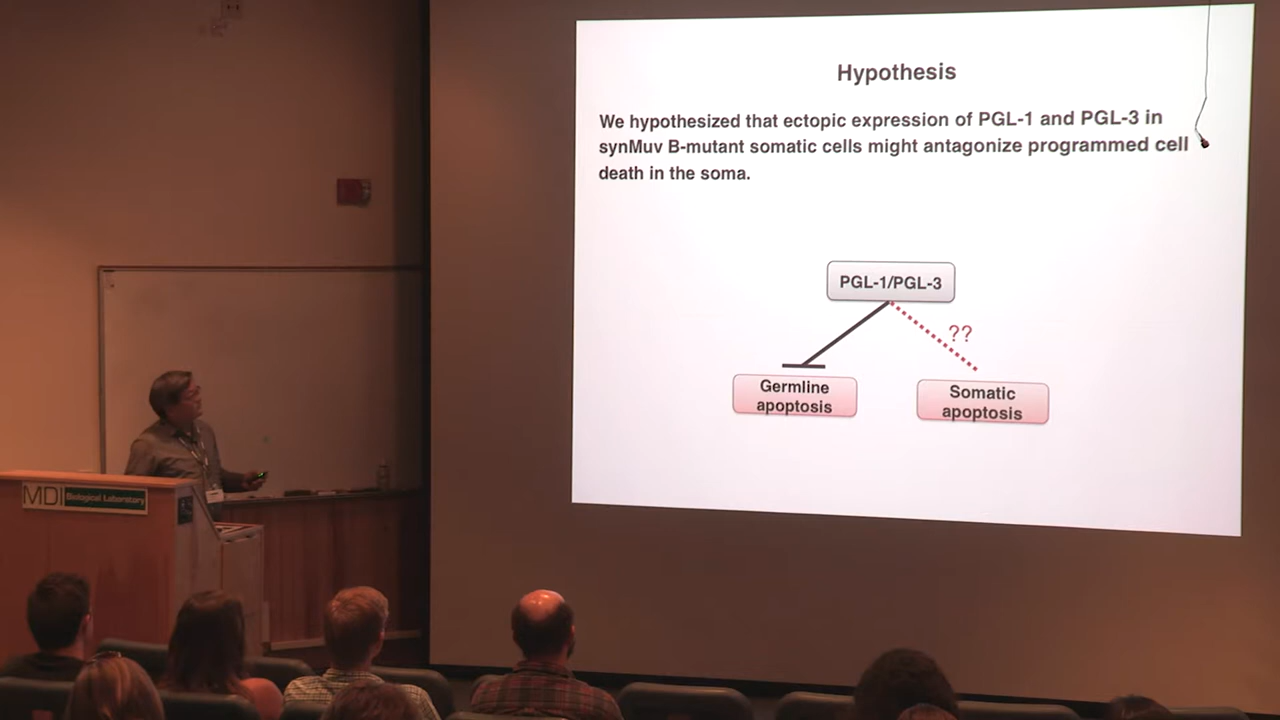 Hypothesis
We hypothesized that ectopic expression of PGL-1 and PGL-3 in
synMuv B-mutant somatic cells might antagonize programmed cell
death in the soma.
PGL-1/PGL-3
??
Germline
apoptosis
Somatic
apoptosis
MDI Biological Laboratory